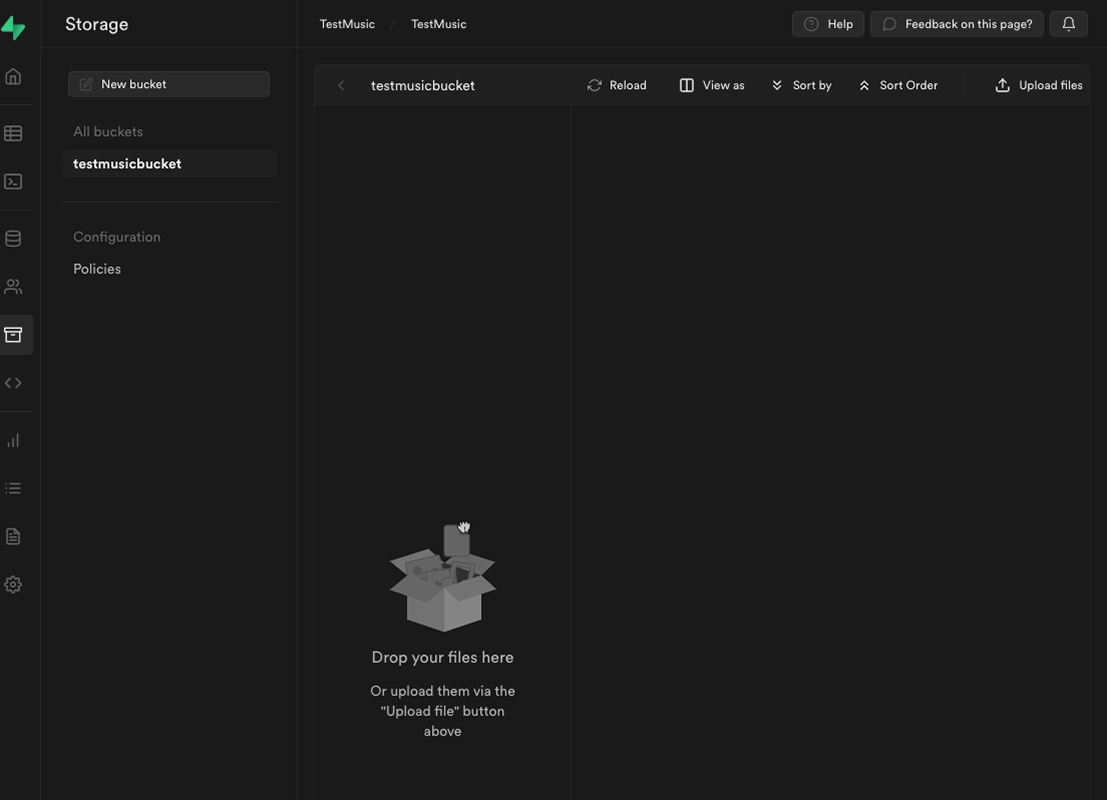 Storage
TestMusic / TestMusic
Help
Feedback on this page?
New bucket
All buckets
testmusicbucket
Configuration
Policies
testmusicbucket
Reload
View as
Sort by
Sort Order
Upload files
Drop your files here
Or upload them via the
"Upload file" button
above